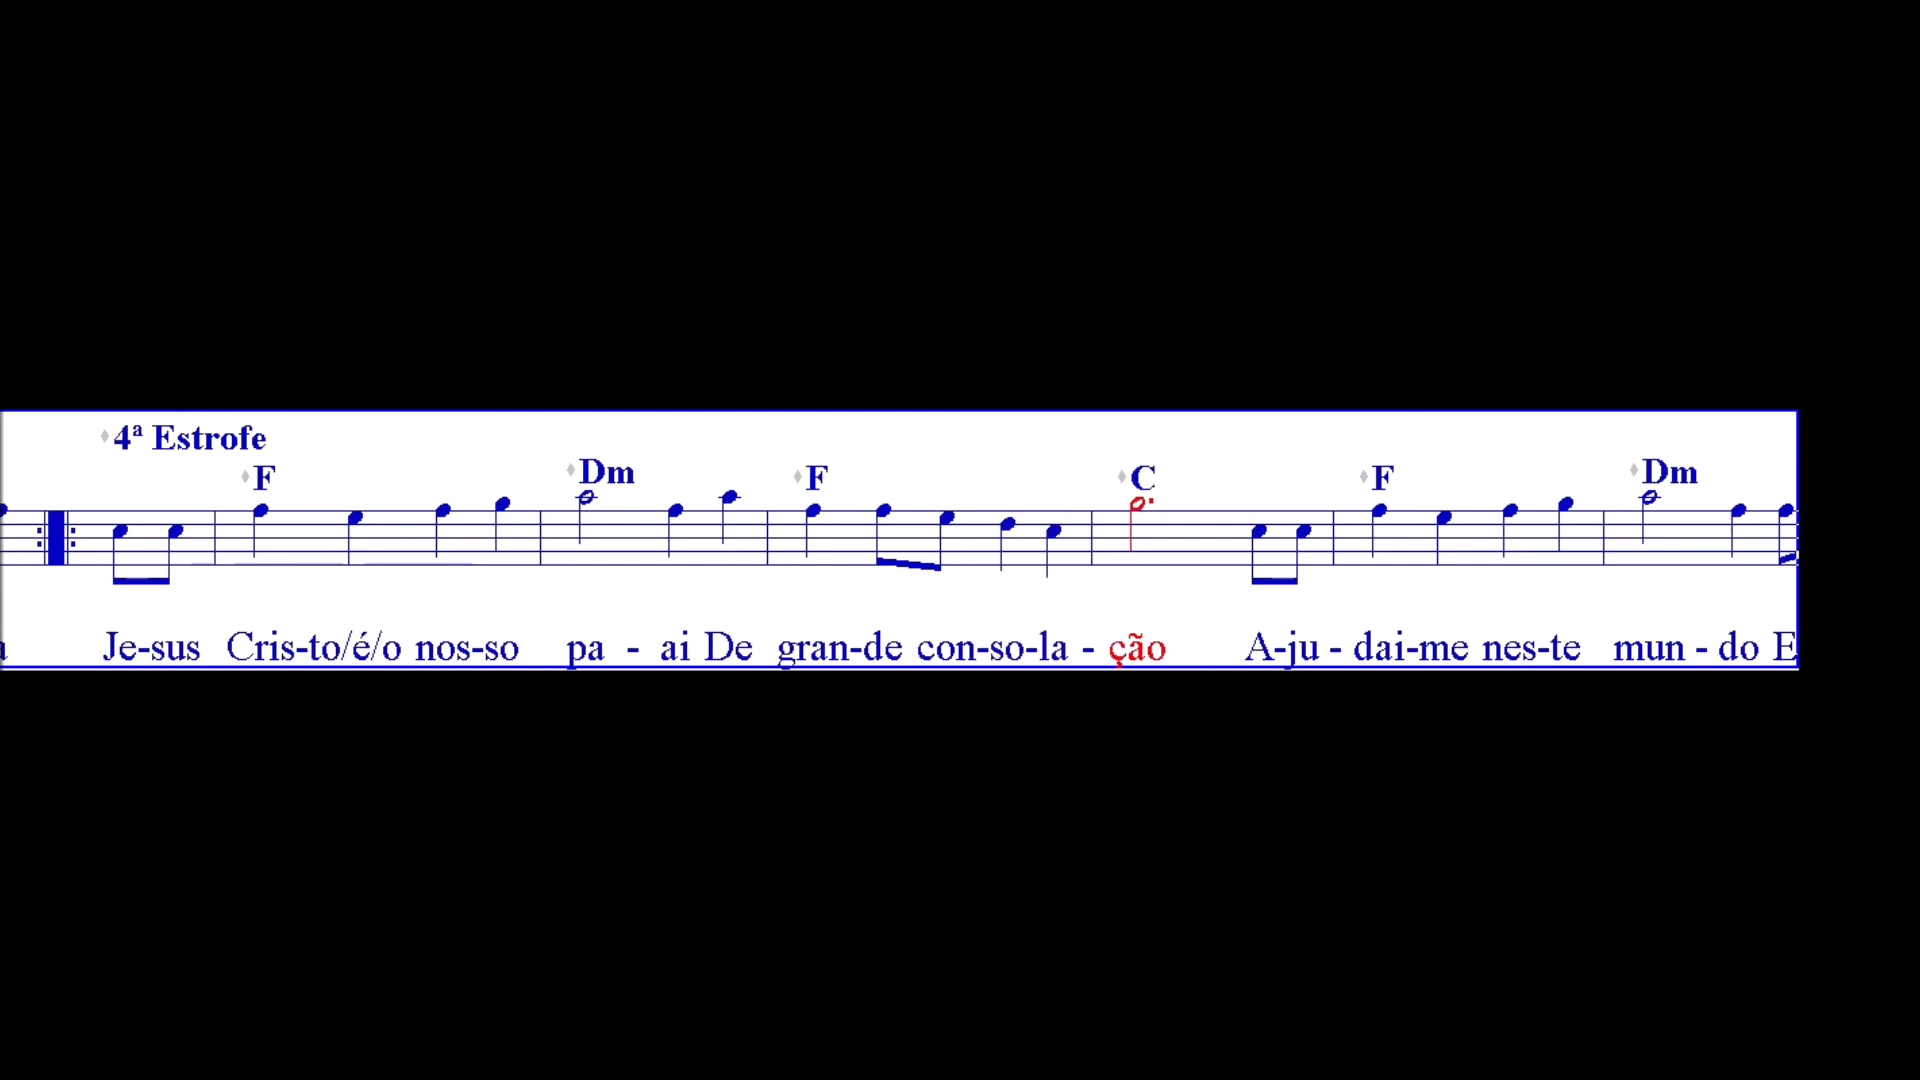 4ª Estrofe
F Dm F C F Dm
Je-sus Cris-to/é/o nos-so pa - ai De gran-de con-so-la - ção A-ju - dai-me nes-te mun - do E